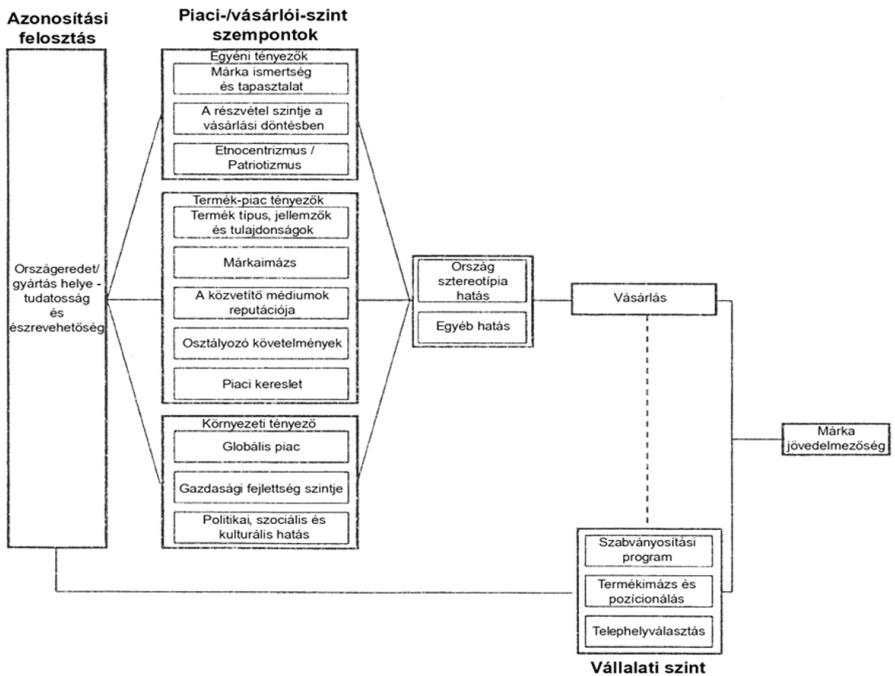 Azonosítási
felosztás
Piaci-/vásárlói-szint
szempontok
Országeredet/
gyártás helye -
tudatosság
és
észrevehetőség
Egyéni tényezők
Márka ismertség
és tapasztalat
A részvétel szintje a
vásárlási döntésben
Etnocentrizmus /
Patriotizmus
Termék-piac tényezők
Termék típus, jellemzők
és tulajdonságok
Márkaimázs
A közvetítő médiumok
reputációja
Osztályozó követelmények
Piaci kereslet
Környezeti tényező
Globális piac
Gazdasági fejlettség szintje
Politikai, szociális és
kulturális hatás
Ország
sztereotípia
hatás
Egyéb hatás
Vásárlás
Márka
jövedelmezőség
Szabványosítási
program
Termékimázs és
pozícionálás
Telephelyválasztás
Vállalati szint